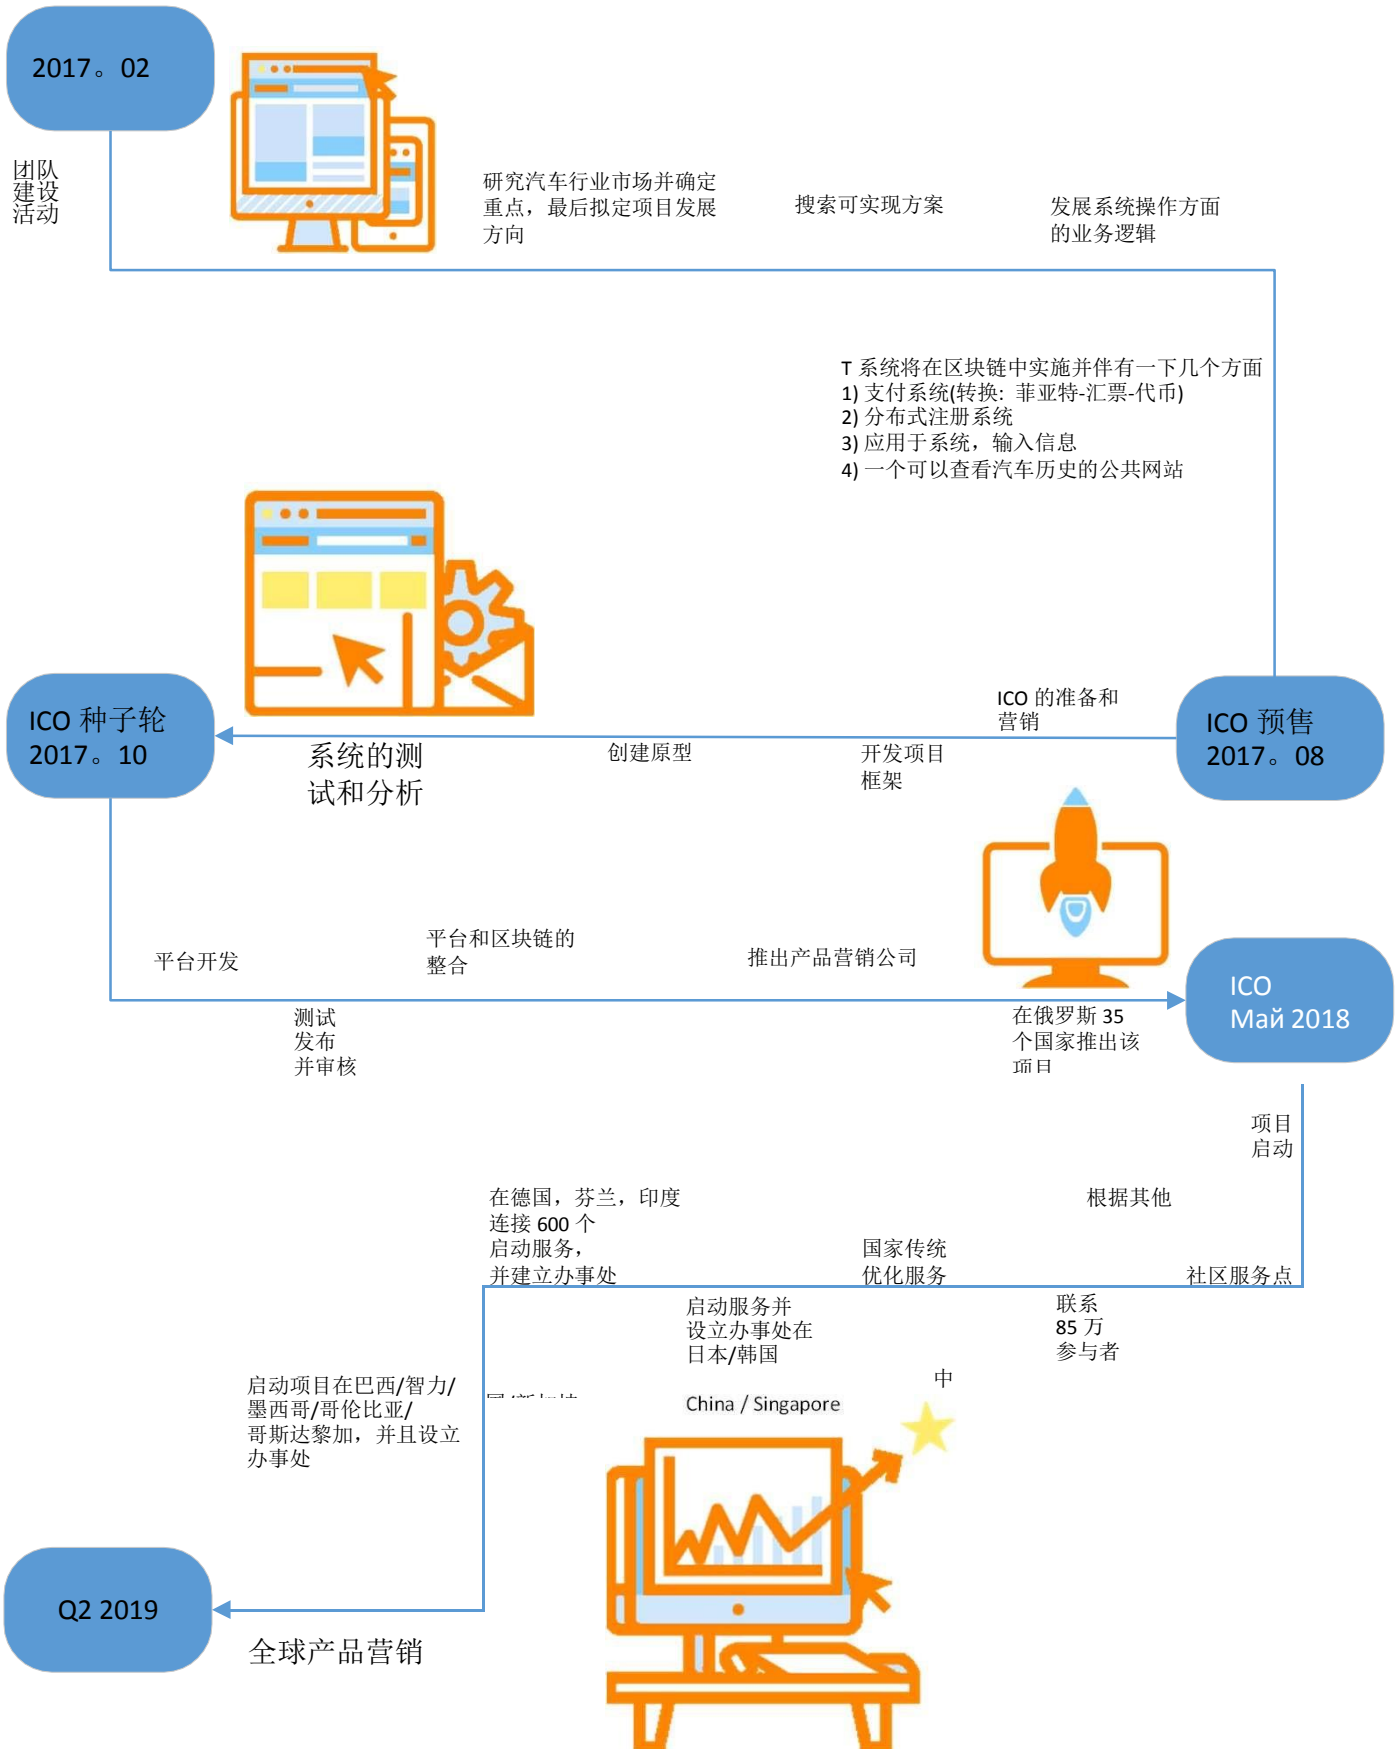 2017。02
团队
建设
活动
研究汽车行业市场并确定
重点，最后拟定项目发展
方向
搜索可实现方案
发展系统操作方面
的业务逻辑
T 系统将在区块链中实施并伴有一下几个方面
1) 支付系统(转换: 菲亚特-汇票-代币)
2) 分布式注册系统
3) 应用于系统，输入信息
4) 一个可以查看汽车历史的公共网站
ICO 预售
2017。08
ICO 的准备和
营销
开发项目
框架
创建原型
系统的测
试和分析
ICO 种子轮
2017。10
平台开发
测试
发布
并审核
平台和区块链的
整合
推出产品营销公司
在俄罗斯 35
个国家推出该
项目
ICO
Май 2018
项目
启动
社区服务点
根据其他
联系
85 万
参与者
国家传统
优化服务
启动服务并
设立办事处在
日本/韩国
中
China / Singapore
在德国，芬兰，印度
连接 600 个
启动服务，
并建立办事处
启动项目在巴西/智力/
墨西哥/哥伦比亚/
哥斯达黎加，并且设立
办事处
Q2 2019
全球产品营销